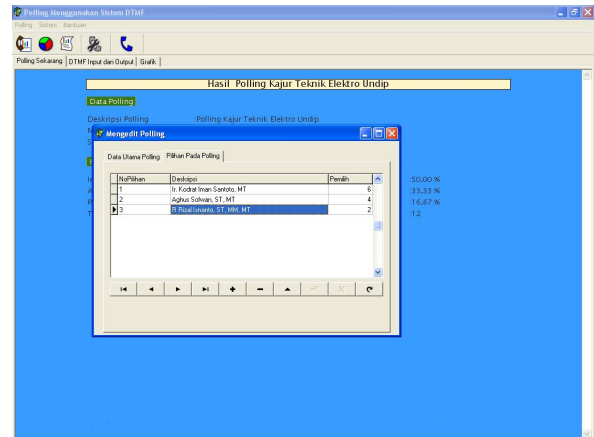 Polling Menggunakan Sistem DTMF
Polling Sistem Bantuan
Polling Sekarang DTMF Input dan Output Grafik
Hasil Polling Kajur Teknik Elektro Undip
Data Polling
Deskripsi Polling Polling Kajur Teknik Elektro Undip
N
S
Mengedit Polling
Data Utama Polling Pilihan Pada Polling
NoPilihan Deskripsi Pemilih
1 Ir. Kodrat Iman Santoto, MT 6
2 Aghus Sofwan, ST, MT 4
3 R Rizal Isnanto, ST, MM, MT 2
Ir :50,00 %
A :33,33 %
R :16,67 %
T :12